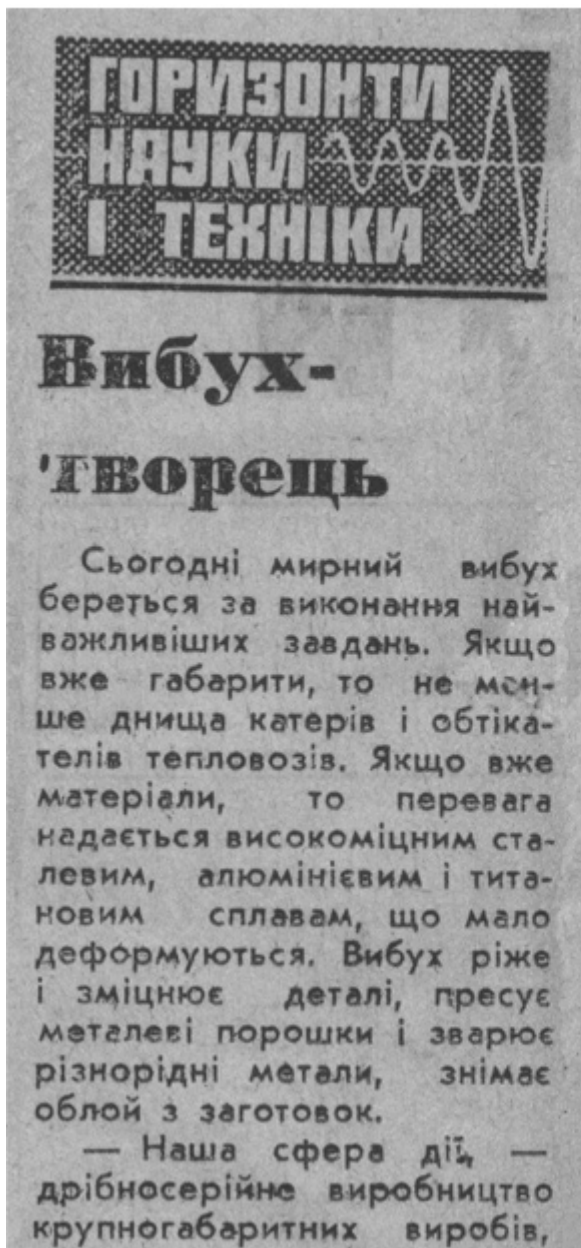 ГОРИЗОНТИ
НАУКИ
І ТЕХНІКИ
Вибух-
творець
Сьогодні мирний вибух
береться за виконання най-
важливіших завдань. Якщо
вже габарити, то не мен-
ше днища катерів і обтіка-
телів тепловозів. Якщо вже
матеріали, то перевага
надається високоміцним ста-
левим, алюмінієвим і тита-
новим сплавам, що мало
деформуються. Вибух ріже
і зміцнює деталі, пресує
металеві порошки і зварює
різнорідні метали, знімає
облой з заготовок.
— Наша сфера дії, —
дрібносерійне виробництво
крупногабаритних виробів,